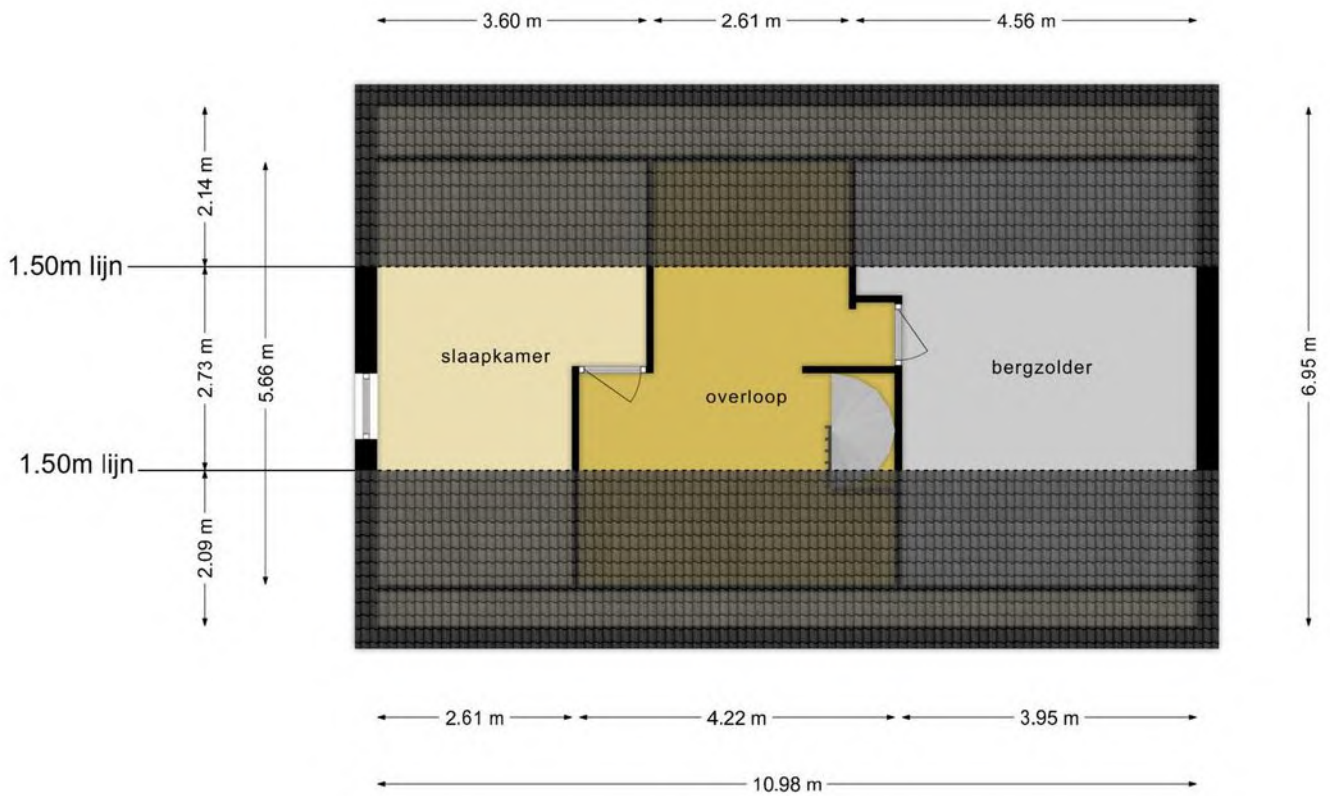 3.60 m
2.61 m
4.56 m
2.14 m
1.50m lijn
2.73 m
5.66 m
6.95 m
slaapkamer
overloop
bergzolder
1.50m lijn
2.09 m
2.61 m
4.22 m
3.95 m
10.98 m